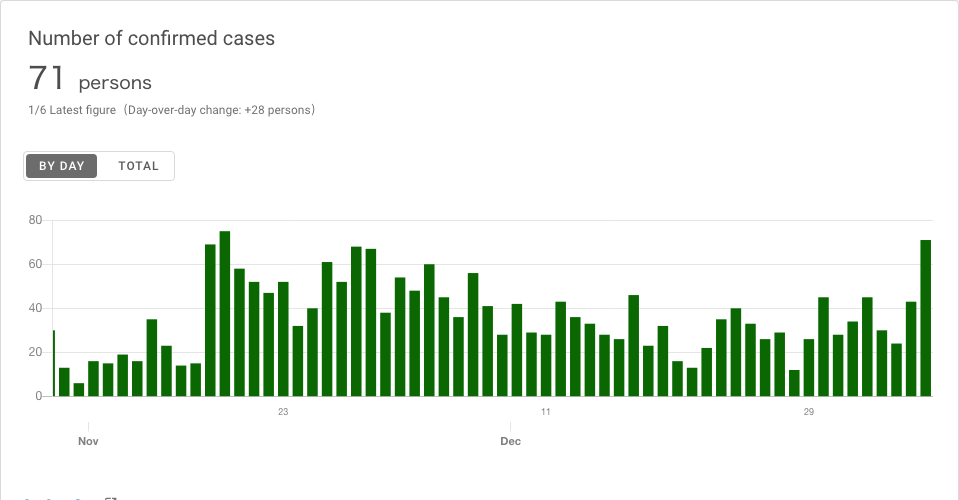 Number of confirmed cases
71 persons
1/6 Latest figure（Day-over-day change: +28 persons）
BY DAY TOTAL
80
60
40
20
0
23 11 29
Nov Dec